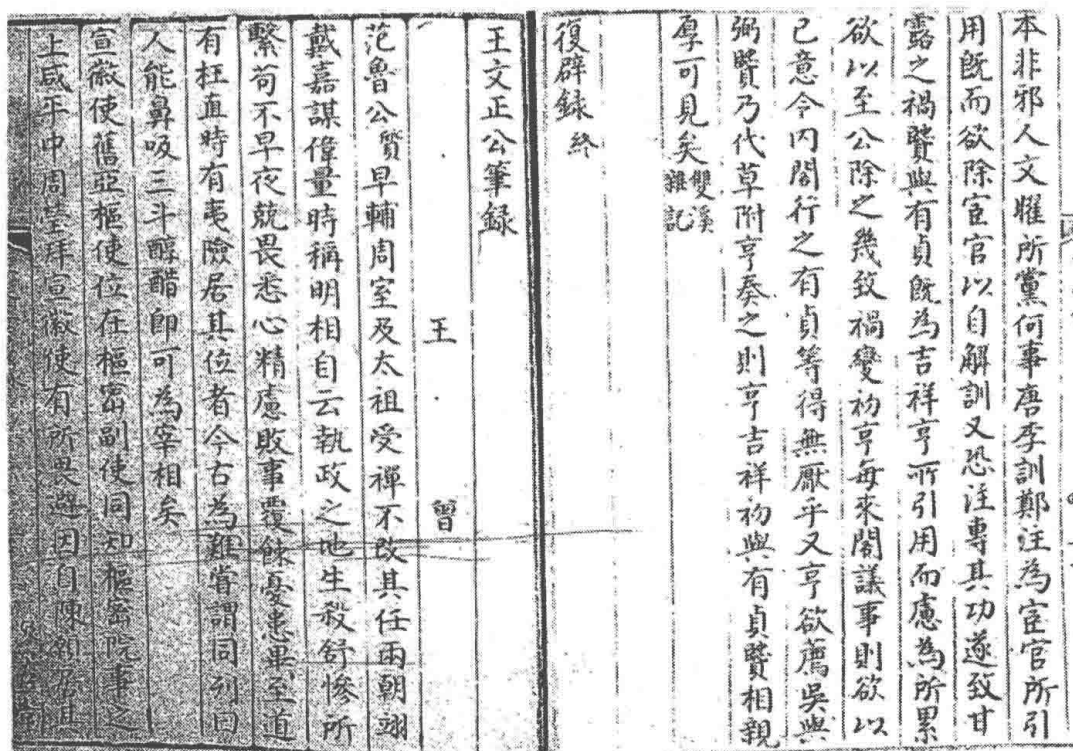 本非邪人文曜所黨何事唐李訓鄭注為宦官所引
用既而欲除宦官以自解訓又恐注專其功遂致甘
露之禍賢與有貞既為吉祥亨所引用而慮為所累
欲以至公除之幾致禍變初亨每來閣議事則欲以
己意令內閣行之有貞等得無厭乎又亨欲薦吳與
弼賢乃代草附亨奏之則亨吉祥初與有貞賢相親
厚可見矣雙溪雜記
復辟錄終
王文正公筆錄
王曾
范魯公質早輔周室及太祖受禪不改其任兩朝翊
戴嘉謀偉量時稱明相自云執政之地生殺舒慘所
繫苟不早夜兢畏悉心精慮敗事覆餗憂患畢至道
有枉直時有夷險居其位者今古為難嘗謂同列曰
人能鼻吸三斗醇醋即可為宰相矣
宣徽使舊亞樞使位在樞密副使同知樞密院事之
上咸平中周瑩拜宣徽使有所畏避因自陳班居其